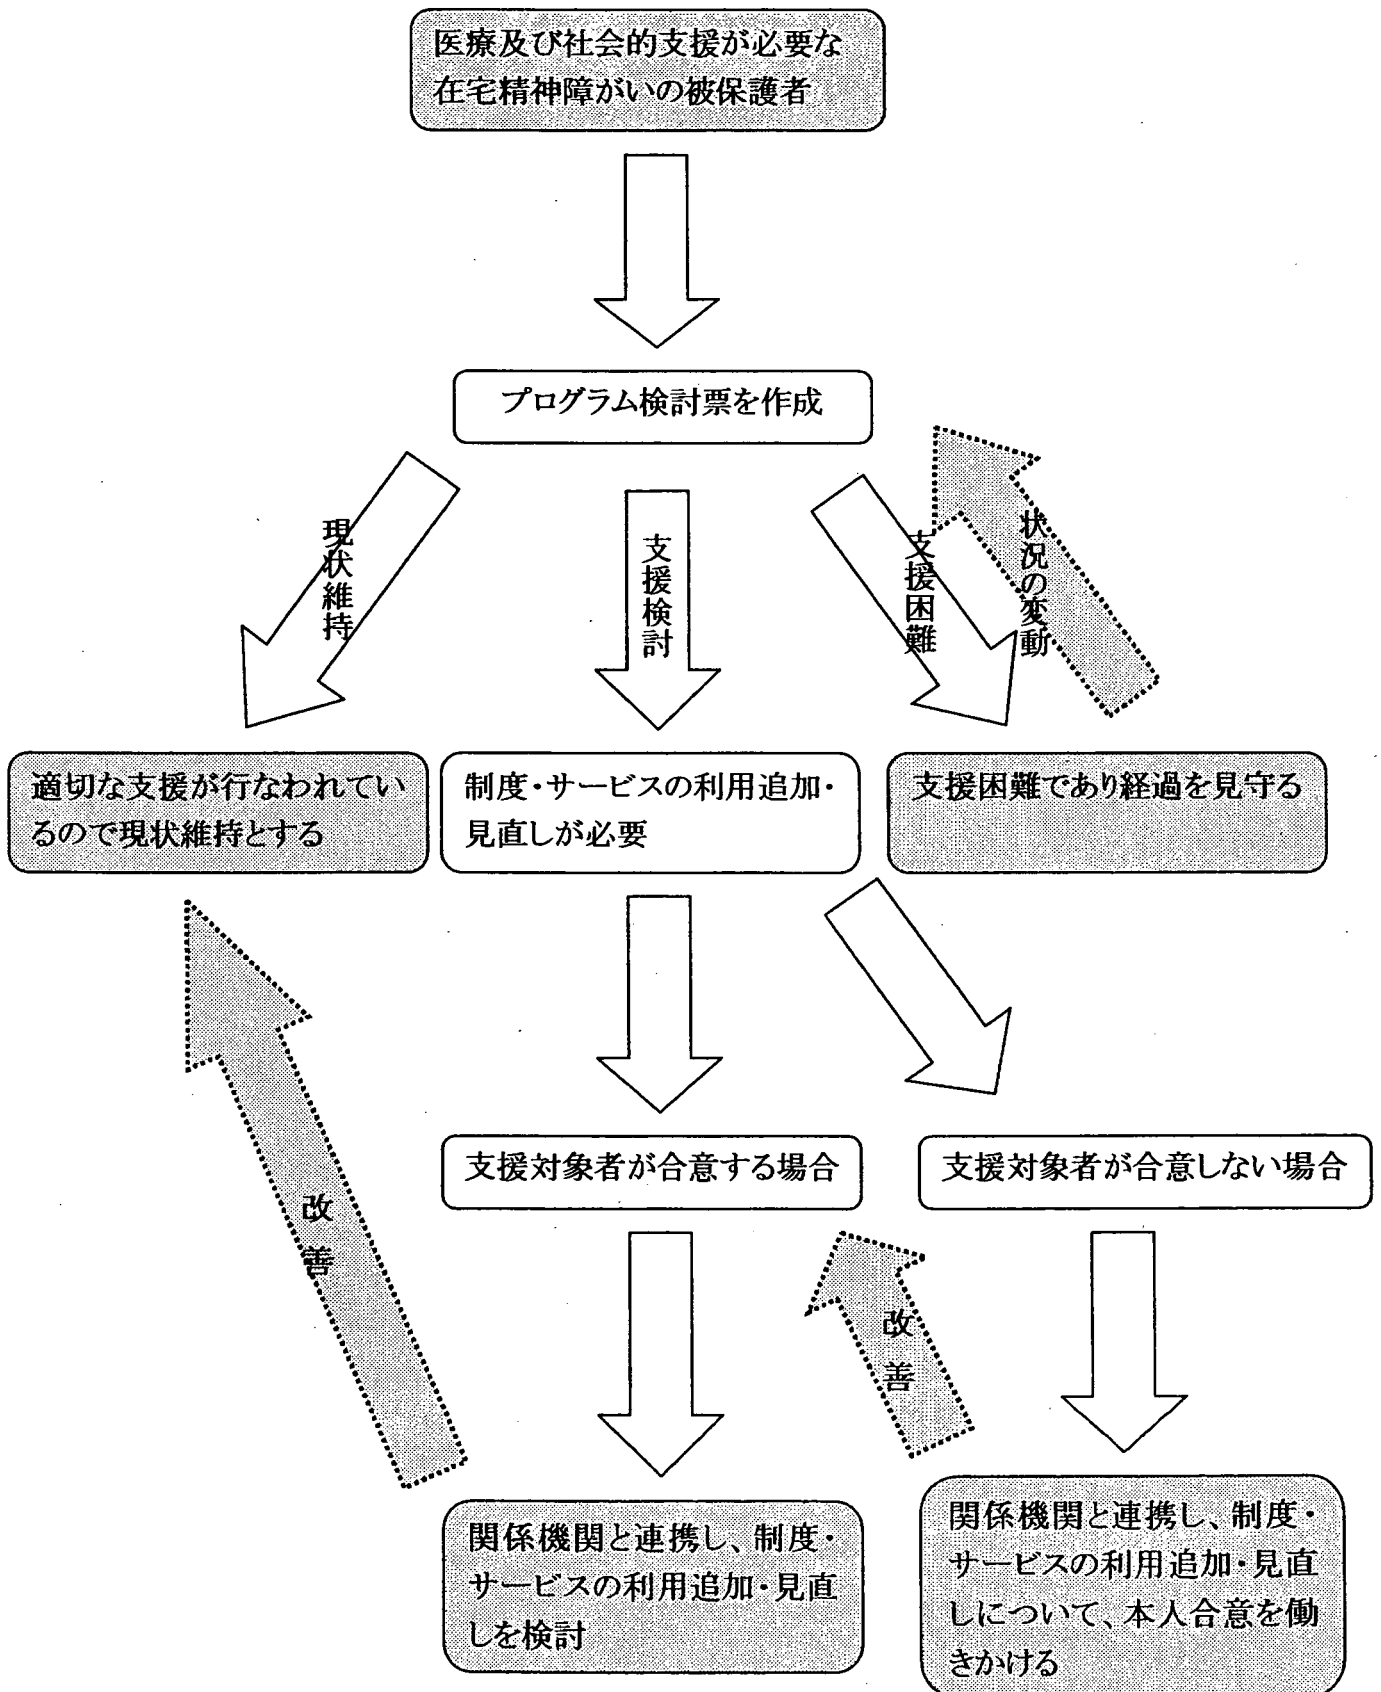 医療及び社会的支援が必要な
在宅精神障がいの被保護者
プログラム検討票を作成
現状維持
支援検討
支援困難
状況の変動
適切な支援が行なわれてい
るので現状維持とする
制度・サービスの利用追加・
見直しが必要
支援困難であり経過を見守る
支援対象者が合意する場合
支援対象者が合意しない場合
改善
改善
関係機関と連携し、制度・
サービスの利用追加・見直
しを検討
関係機関と連携し、制度・
サービスの利用追加・見直
しについて、本人合意を働
きかける